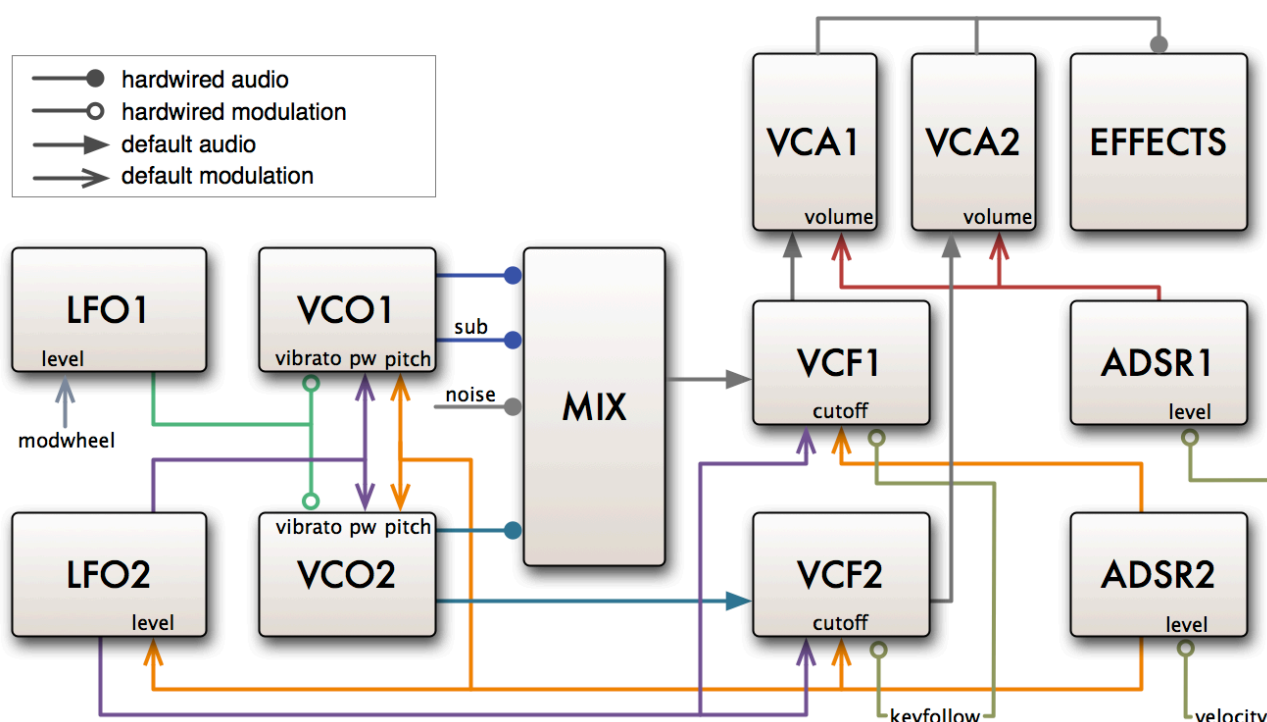 hardwired audio
hardwired modulation
default audio
default modulation
VCA1
volume
VCA2
volume
EFFECTS
LFO1
level
modwheel
VCO1
vibrato pw pitch
sub
noise
MIX
VCF1
cutoff
ADSR1
level
LFO2
level
vibrato pw pitch
VCO2
VCF2
cutoff
ADSR2
level
keyfollow
velocity